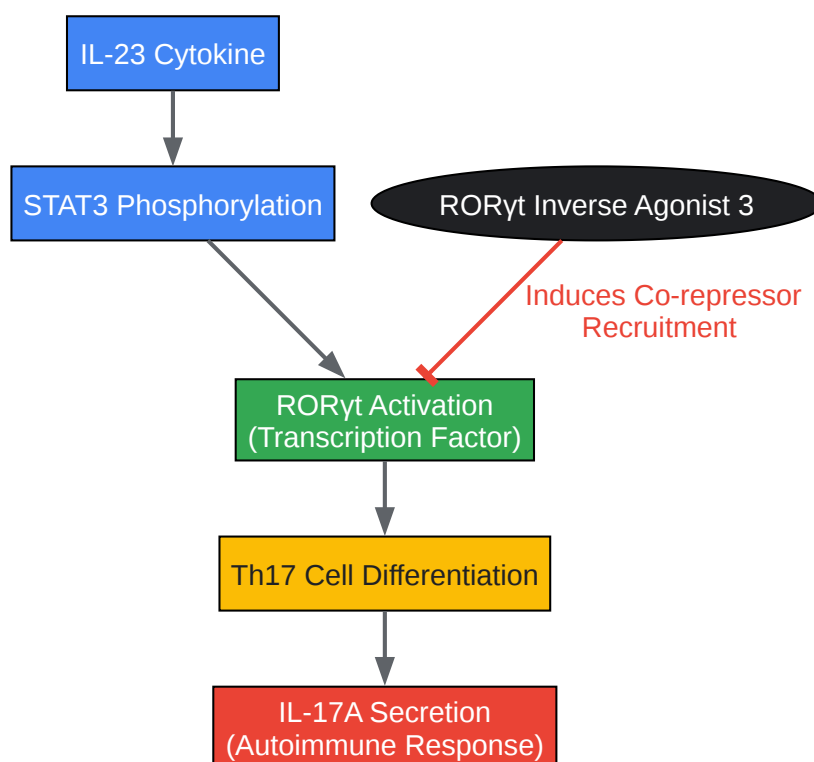 IL-23 Cytokine
STAT3 Phosphorylation
RORγt Inverse Agonist 3
Induces Co-repressor
Recruitment
RORγt Activation
(Transcription Factor)
Th17 Cell Differentiation
IL-17A Secretion
(Autoimmune Response)